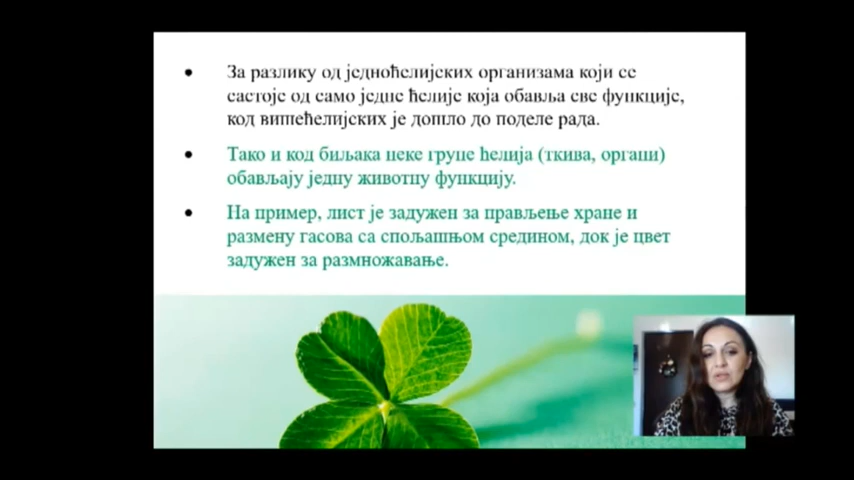 За разлику од једноћелијских организама који се
састоје од само једне ћелије која обавља све функције,
код вишећелијских је дошло до поделе рада.
Тако и код биљака неке групе ћелија (ткива, органи)
обављају једну животну функцију.
На пример, лист је задужен за прављење хране и
размену гасова са спољашњом средином, док је цвет
задужен за размножавање.